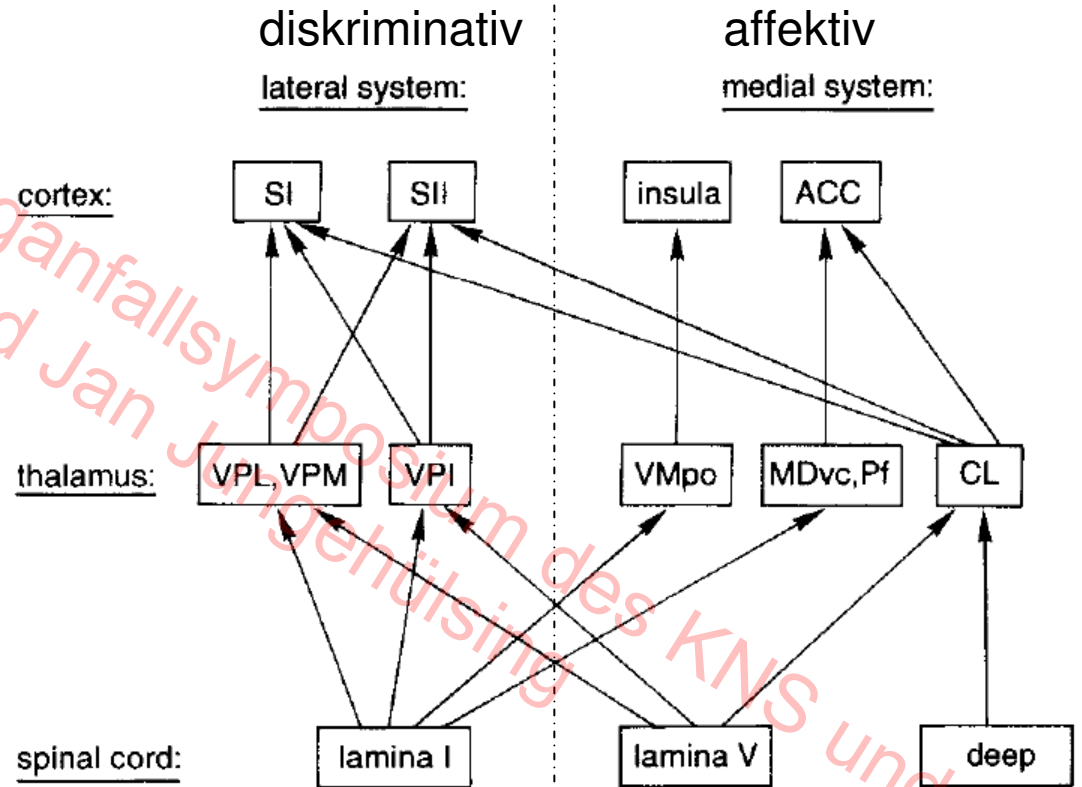 diskriminativ affektiv
lateral system: medial system:
cortex: SI SII insula ACC
thalamus: VPL,VPM VPI VMpo MDvc,Pf CL
spinal cord: lamina I lamina V deep
ganfallsymposium des KNS und
d Jan Jungehülsing